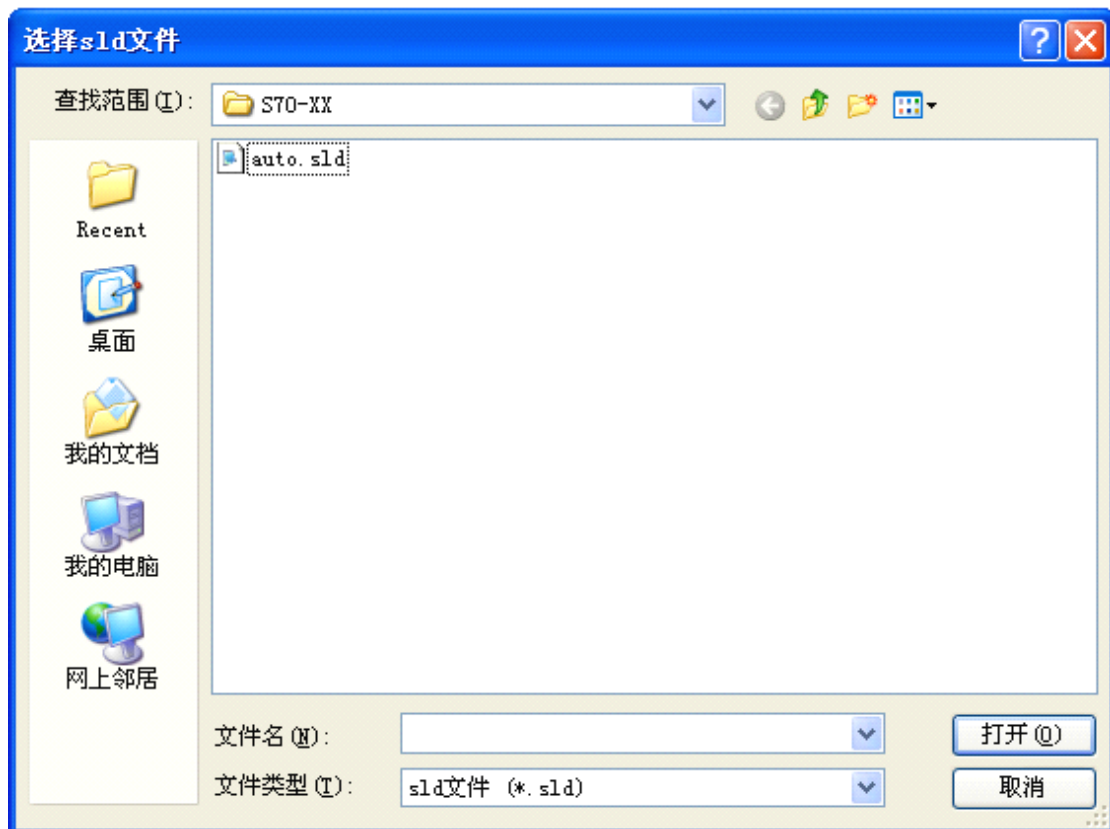 选择sld文件
查找范围(I):
S70-XX
auto.sld
Recent
桌面
我的文档
我的电脑
网上邻居
文件名(N):
打开(O)
文件类型(T):
sld文件 (*.sld)
取消